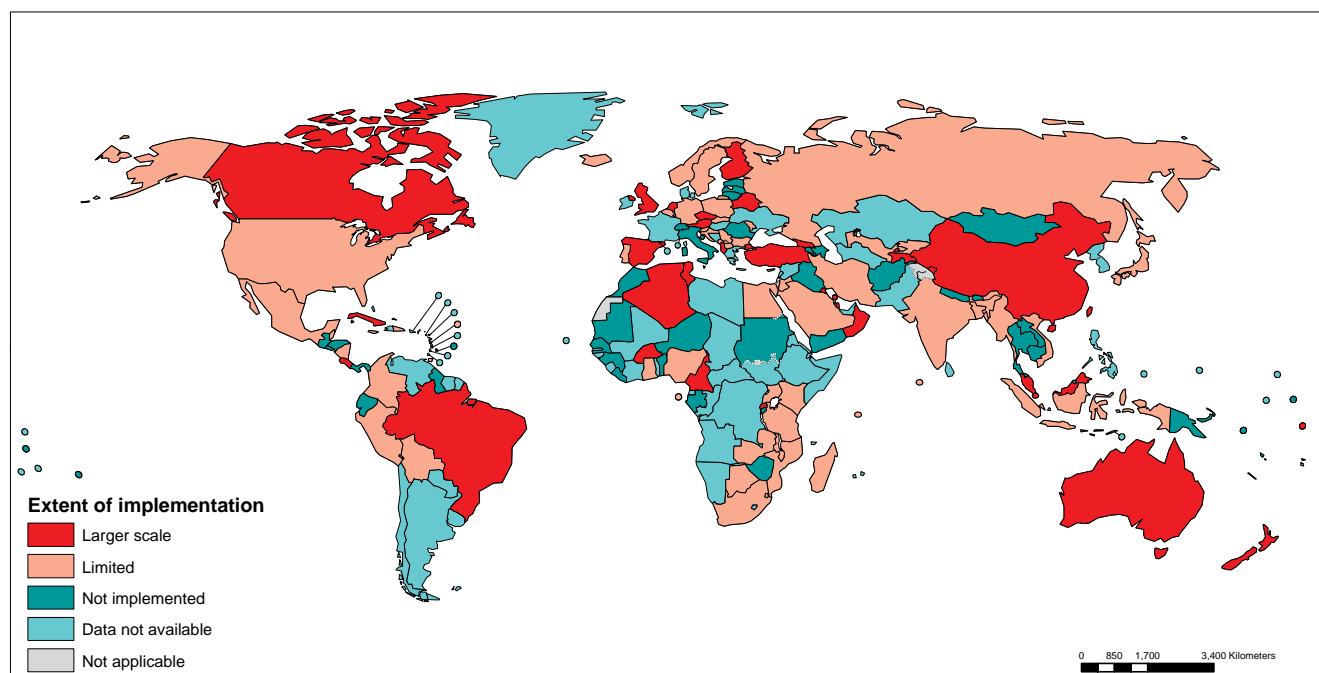 Extent of implementation
Larger scale
Limited
Not implemented
Data not available
Not applicable
0 850 1,700 3,400 Kilometers